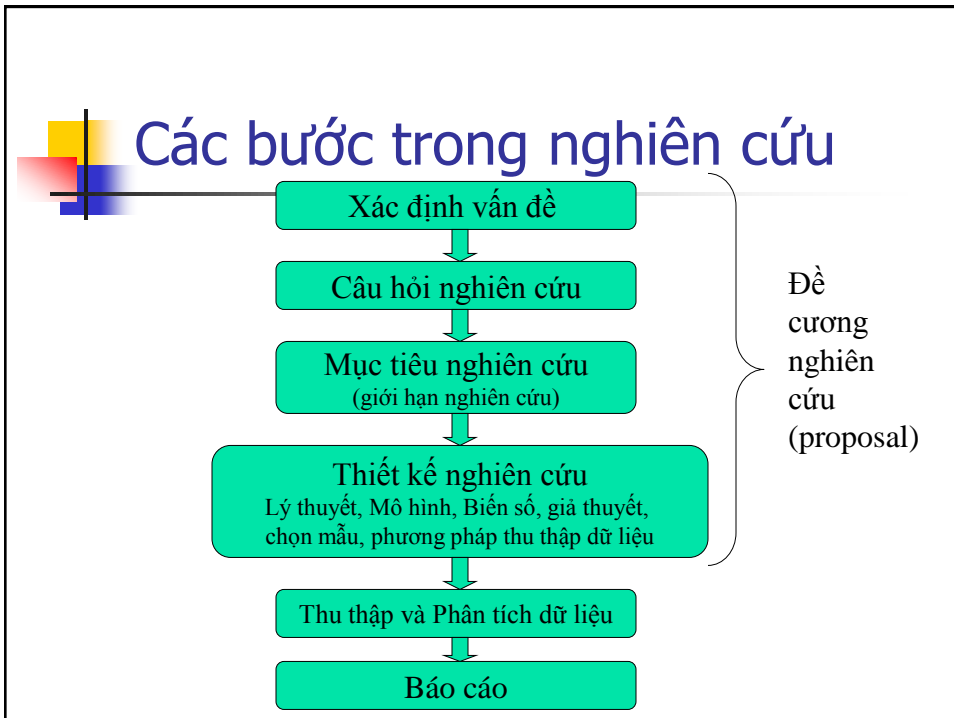 Các bước trong nghiên cứu
Xác định vấn đề
Câu hỏi nghiên cứu
Mục tiêu nghiên cứu
(giới hạn nghiên cứu)
Thiết kế nghiên cứu
Lý thuyết, Mô hình, Biến số, giả thuyết,
chọn mẫu, phương pháp thu thập dữ liệu
Thu thập và Phân tích dữ liệu
Báo cáo
Đề
cương
nghiên
cứu
(proposal)